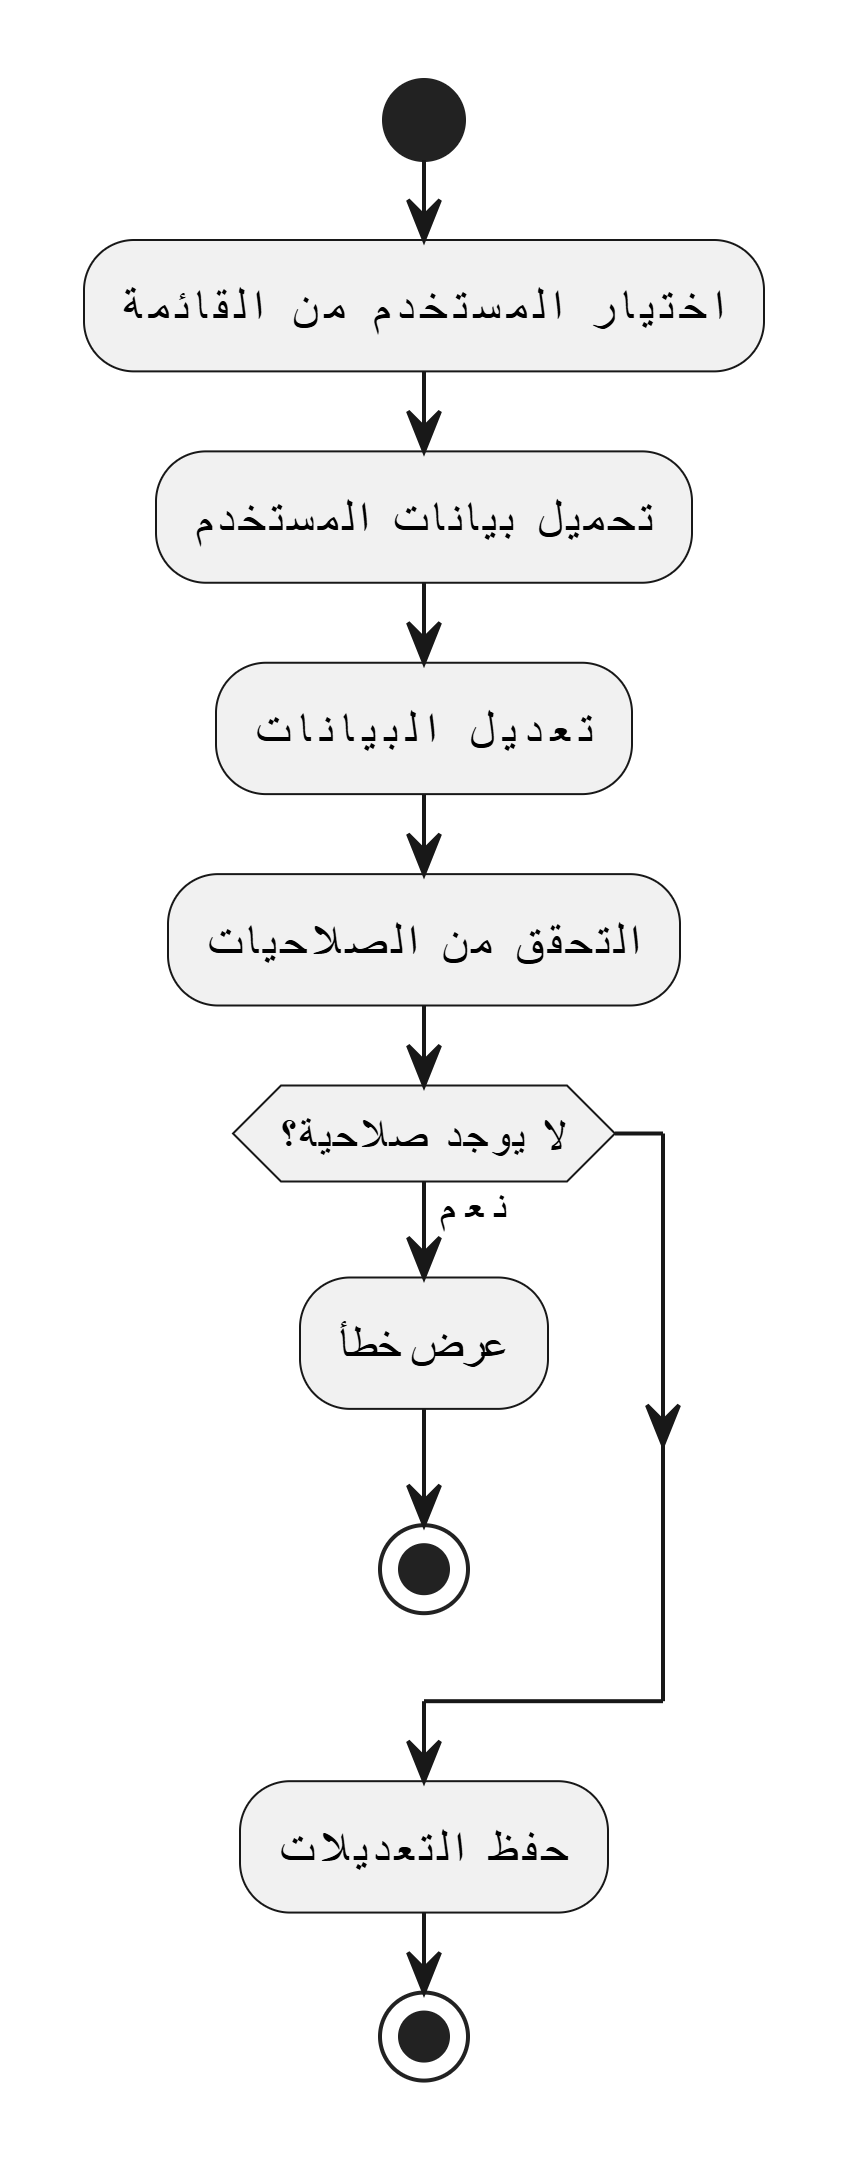 اختيار المستخدم من القائمة
تحميل بيانات المستخدم
تعديل البيانات
التحقق من الصلاحيات
لا يوجد صلاحية؟
نعم
عرض خطأ
حفظ التعديلات